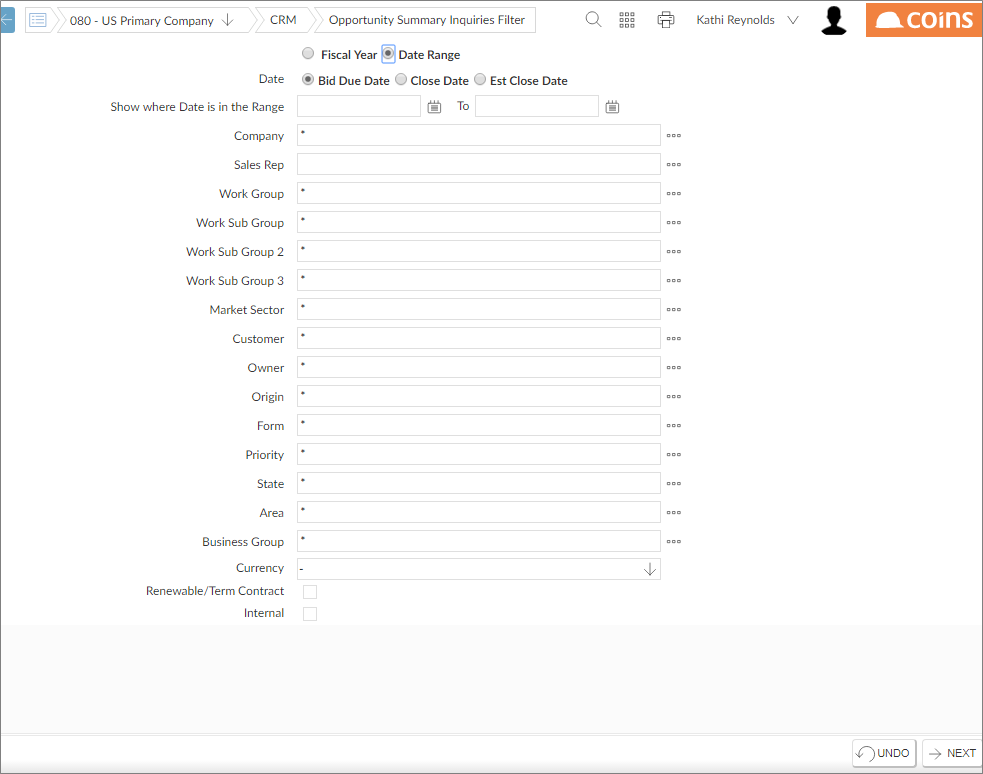 080 - US Primary Company CRM Opportunity Summary Inquiries Filter Kathi Reynolds coins
Fiscal Year Date Range
Date Bid Due Date Close Date Est Close Date
Show where Date is in the Range To
Company *
Sales Rep
Work Group *
Work Sub Group *
Work Sub Group 2 *
Work Sub Group 3 *
Market Sector *
Customer *
Owner *
Origin *
Form *
Priority *
State *
Area *
Business Group *
Currency -
Renewable/Term Contract
Internal
UNDO NEXT